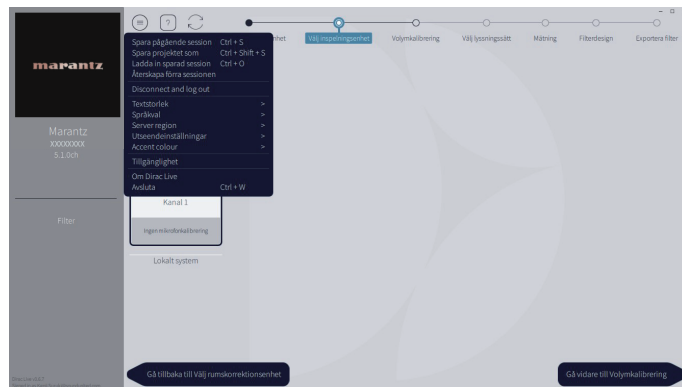 marantz
Marantz
XXXXXXXX
5.1.0ch
Filter
?
nhet
Välj inspelningsenhet
Volymkalibrering
Välj lyssningssätt
Mätning
Filterdesign
Exportera filter
Spara pågående session Ctrl + S
Spara projektet som Ctrl + Shift + S
Ladda in sparad session Ctrl + O
Återskapa förra sessionen
Disconnect and log out
Textstorlek >
Språkval >
Server region >
Utseendeinställningar >
Accent colour >
Tillgänglighet
Om Dirac Live
Avsluta Ctrl + W
Kanal 1
Ingen mikrofonkalibrering
Lokalt system
Gå tillbaka till Välj rumskorrektionsenhet
Gå vidare till Volymkalibrering